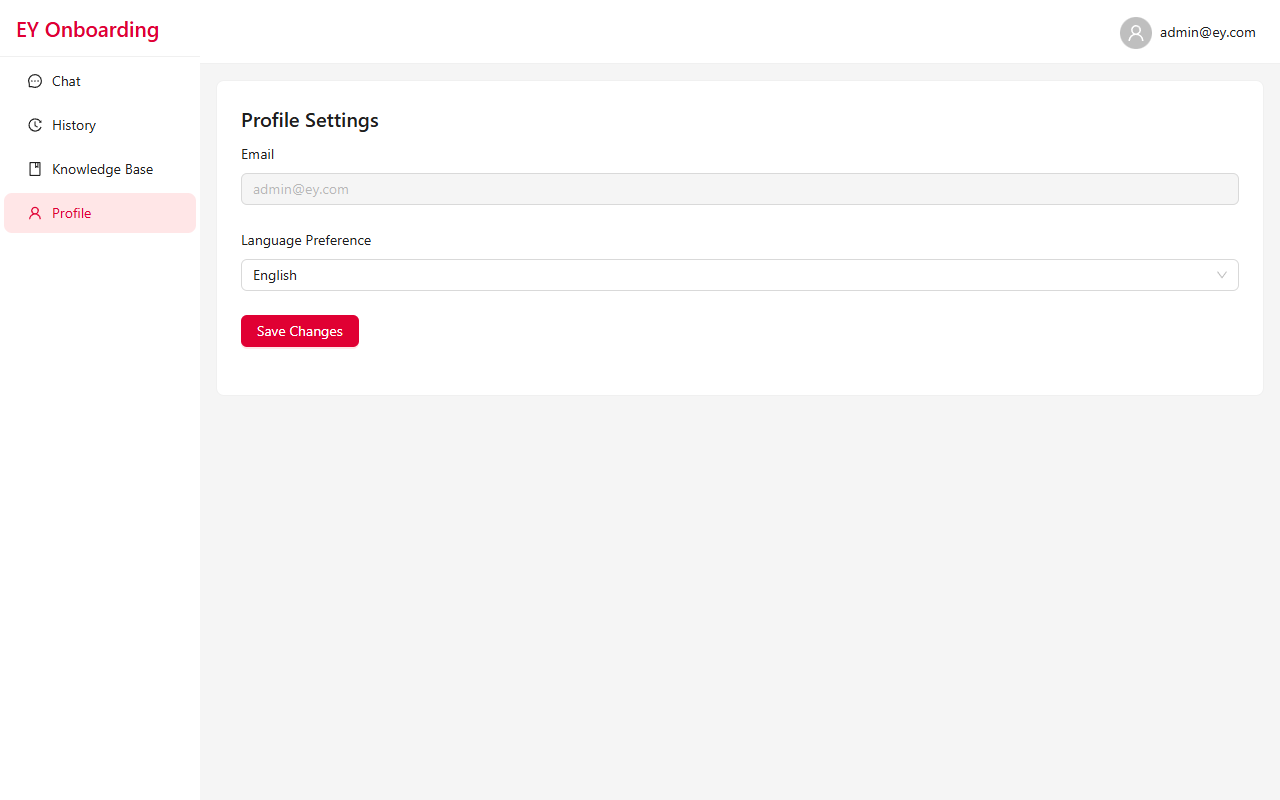 EY Onboarding
admin@ey.com
Chat
History
Knowledge Base
Profile
Profile Settings
Email
admin@ey.com
Language Preference
English
Save Changes